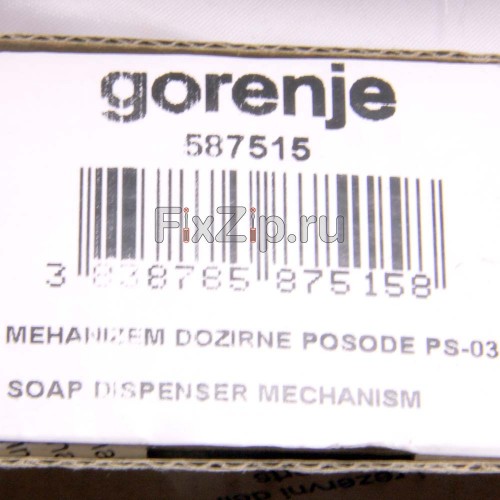 gorenje
587515
FixZip.ru
3 838785 875158
MEHANIZEM DOZIRNE POSODE PS-03
SOAP DISPENSER MECHANISM